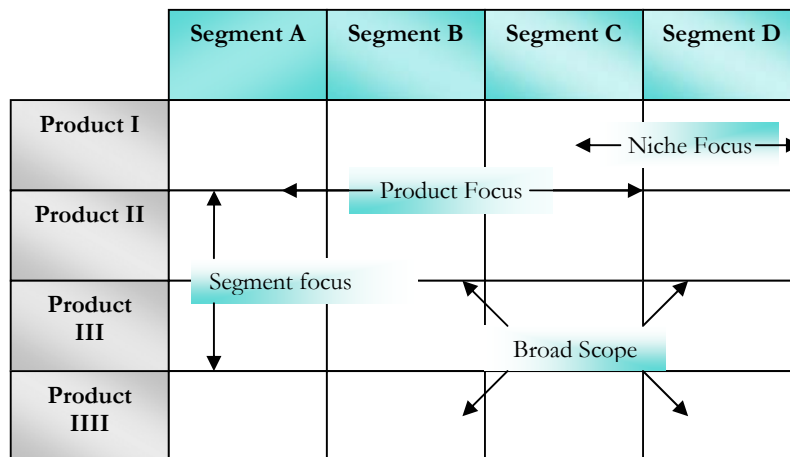 Segment A Segment B Segment C Segment D
Product I
Niche Focus
Product Focus
Product II
Segment focus
Product
III
Broad Scope
Product
IIII